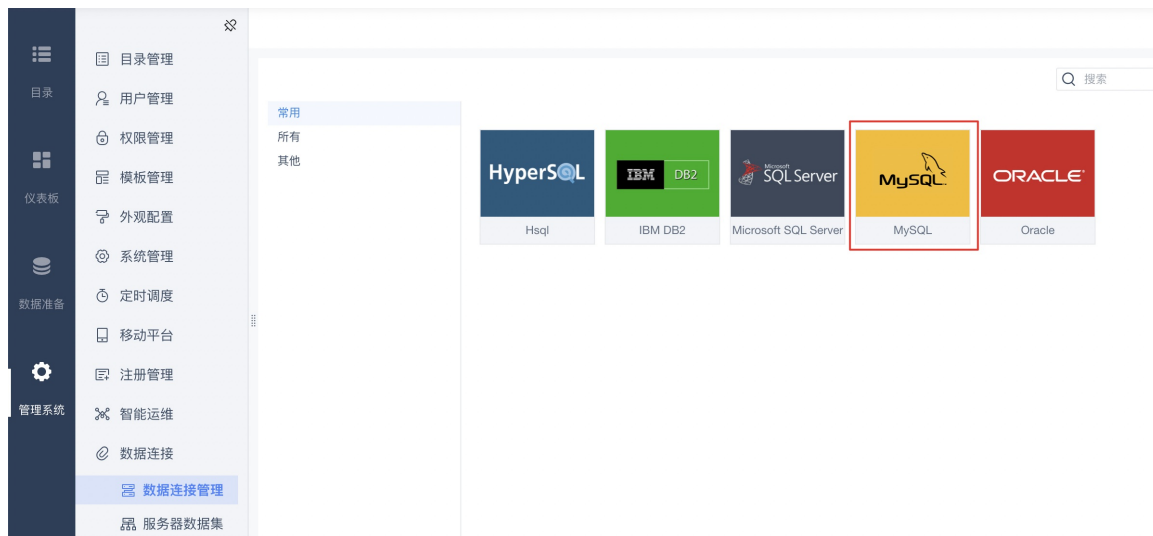 目录
仪表板
数据准备
管理系统
目录管理
用户管理
权限管理
模板管理
外观配置
系统管理
定时调度
移动平台
注册管理
智能运维
数据连接
数据连接管理
服务器数据集
搜索
常用
所有
其他
HyperSQL
IBM DB2
Microsoft
SQL Server
MySQL
ORACLE
Hsql
IBM DB2
Microsoft SQL Server
MySQL
Oracle